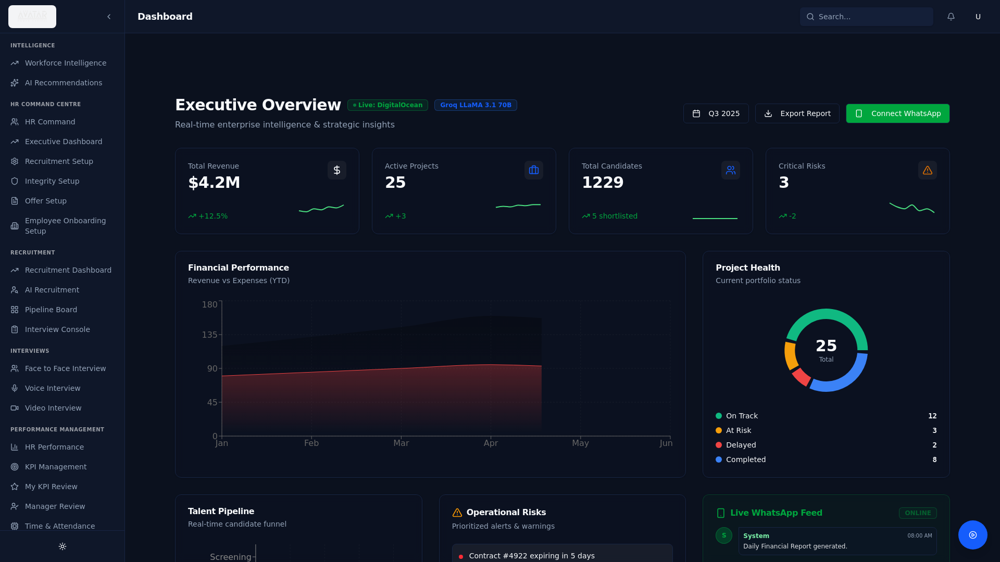 AVATAR
Dashboard
Search...
U
INTELLIGENCE
Workforce Intelligence
AI Recommendations
HR COMMAND CENTRE
HR Command
Executive Dashboard
Recruitment Setup
Integrity Setup
Offer Setup
Employee Onboarding
Setup
RECRUITMENT
Recruitment Dashboard
AI Recruitment
Pipeline Board
Interview Console
INTERVIEWS
Face to Face Interview
Voice Interview
Video Interview
PERFORMANCE MANAGEMENT
HR Performance
KPI Management
My KPI Review
Manager Review
Time & Attendance
Executive Overview
Live: DigitalOcean
Groq LLaMA 3.1 70B
Real-time enterprise intelligence & strategic insights
Q3 2025
Export Report
Connect WhatsApp
Total Revenue
$4.2M
+12.5%
Active Projects
25
+3
Total Candidates
1229
5 shortlisted
Critical Risks
3
-2
Financial Performance
Revenue vs Expenses (YTD)
180
135
90
45
0
Jan Feb Mar Apr May Jun
Project Health
Current portfolio status
25
Total
On Track 12
At Risk 3
Delayed 2
Completed 8
Talent Pipeline
Real-time candidate funnel
Screening
Operational Risks
Prioritized alerts & warnings
Contract #4922 expiring in 5 days
Live WhatsApp Feed
ONLINE
S
System 08:00 AM
Daily Financial Report generated.